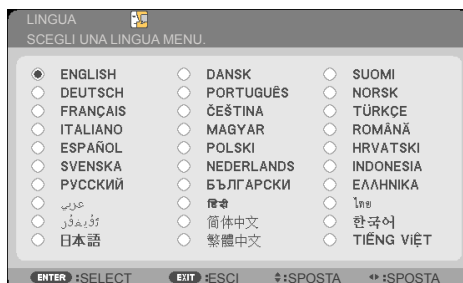 LINGUA
SCEGLI UNA LINGUA MENU.
ENGLISH DANSK SUOMI
DEUTSCH PORTUGUÊS NORSK
FRANÇAIS ČEŠTINA TÜRKÇE
ITALIANO MAGYAR ROMÂNĂ
ESPAÑOL POLSKI HRVATSKI
SVENSKA NEDERLANDS INDONESIA
РУССКИЙ БЪЛГАРСКИ ΕΛΛΗΝΙΚΑ
عربي हिंदी ไทย
简体中文 한국어
日本語 繁體中文 TIẾNG VIỆT
ENTER :SELECT EXIT :ESCI :SPOSTA :SPOSTA